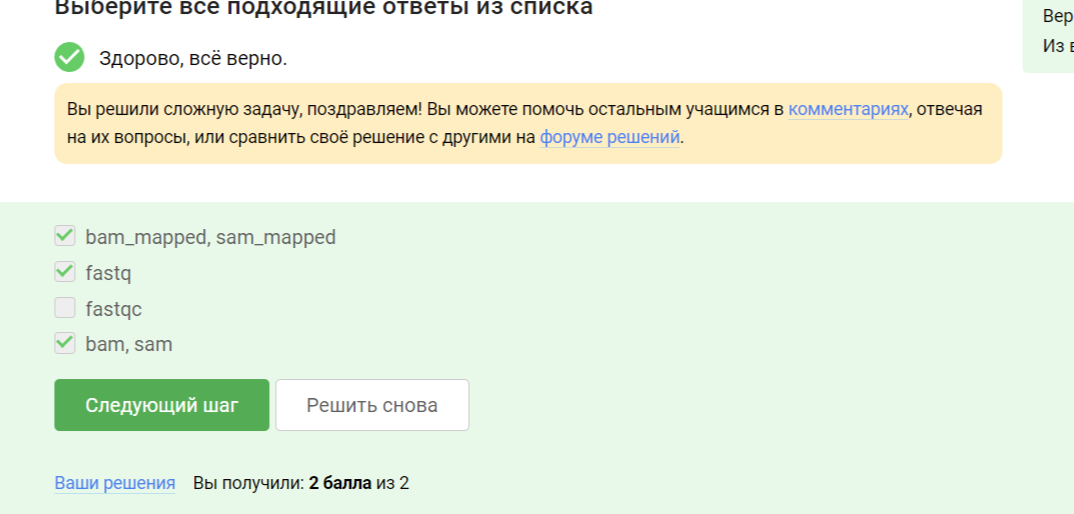 Выберите все подходящие ответы из списка
Вер
Из в
Здорово, всё верно.
Вы решили сложную задачу, поздравляем! Вы можете помочь остальным учащимся в комментариях, отвечая
на их вопросы, или сравнить своё решение с другими на форуме решений.
bam_mapped, sam_mapped
fastq
fastqc
bam, sam
Следующий шаг
Решить снова
Ваши решения Вы получили: 2 балла из 2